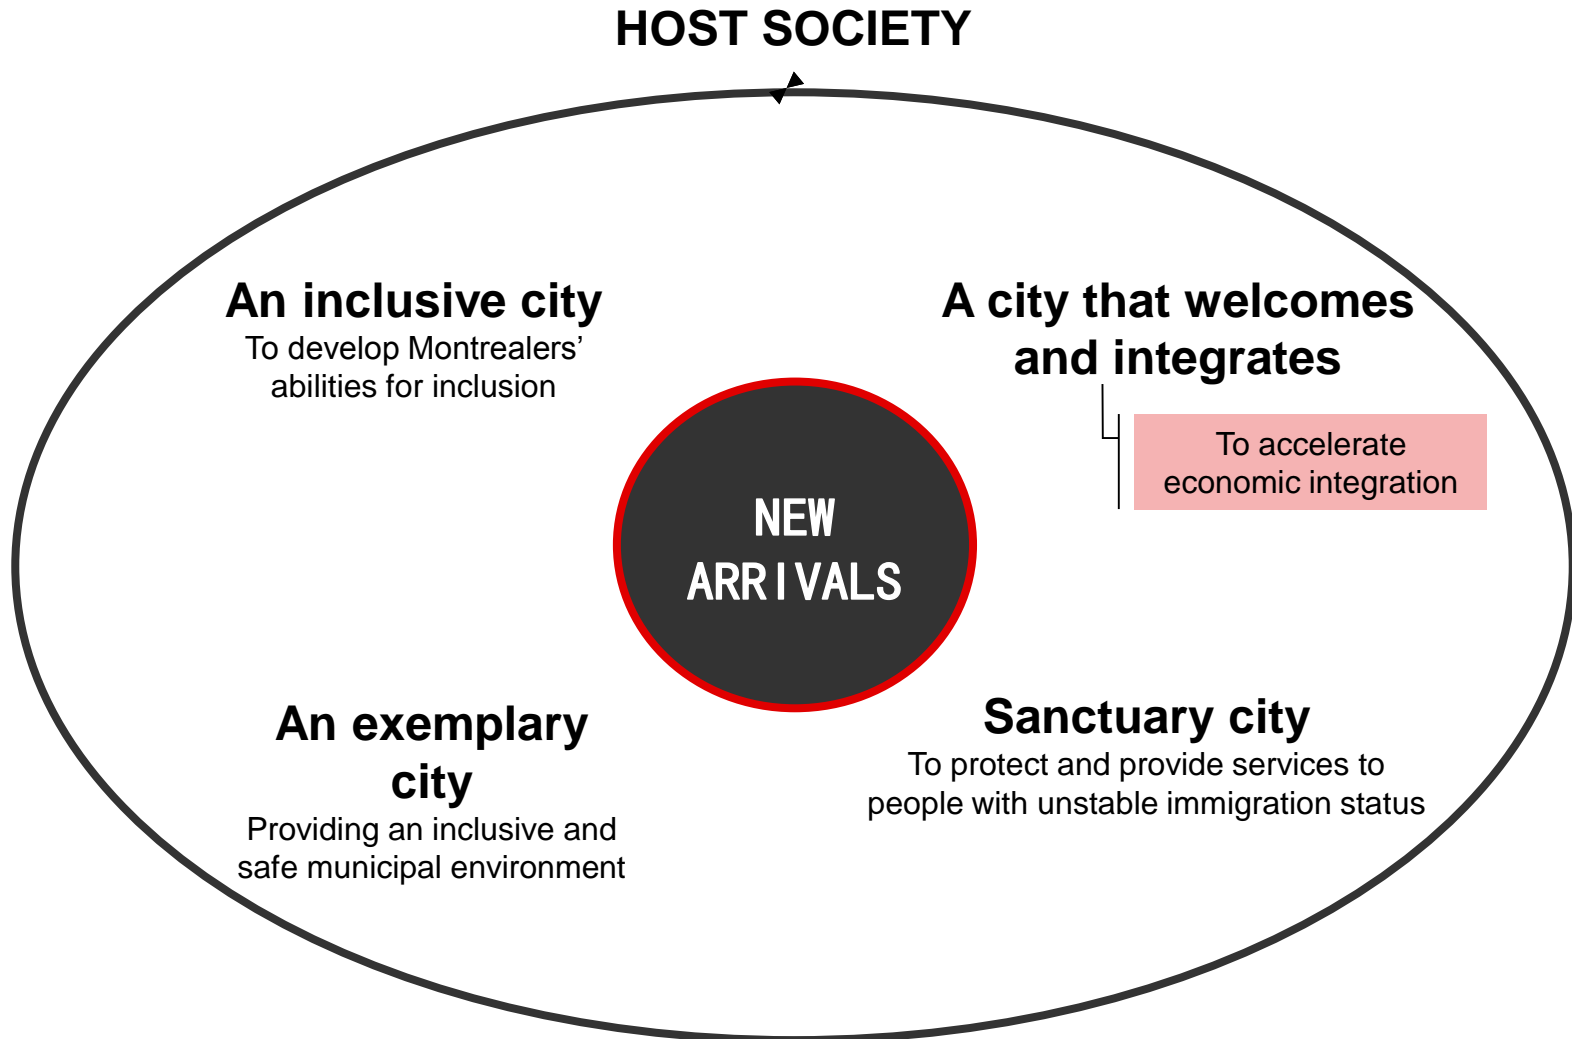 HOST SOCIETY
An inclusive city
To develop Montrealers’
abilities for inclusion
A city that welcomes
and integrates
To accelerate
economic integration
NEW
ARRIVALS
An exemplary
city
Providing an inclusive and
safe municipal environment
Sanctuary city
To protect and provide services to
people with unstable immigration status